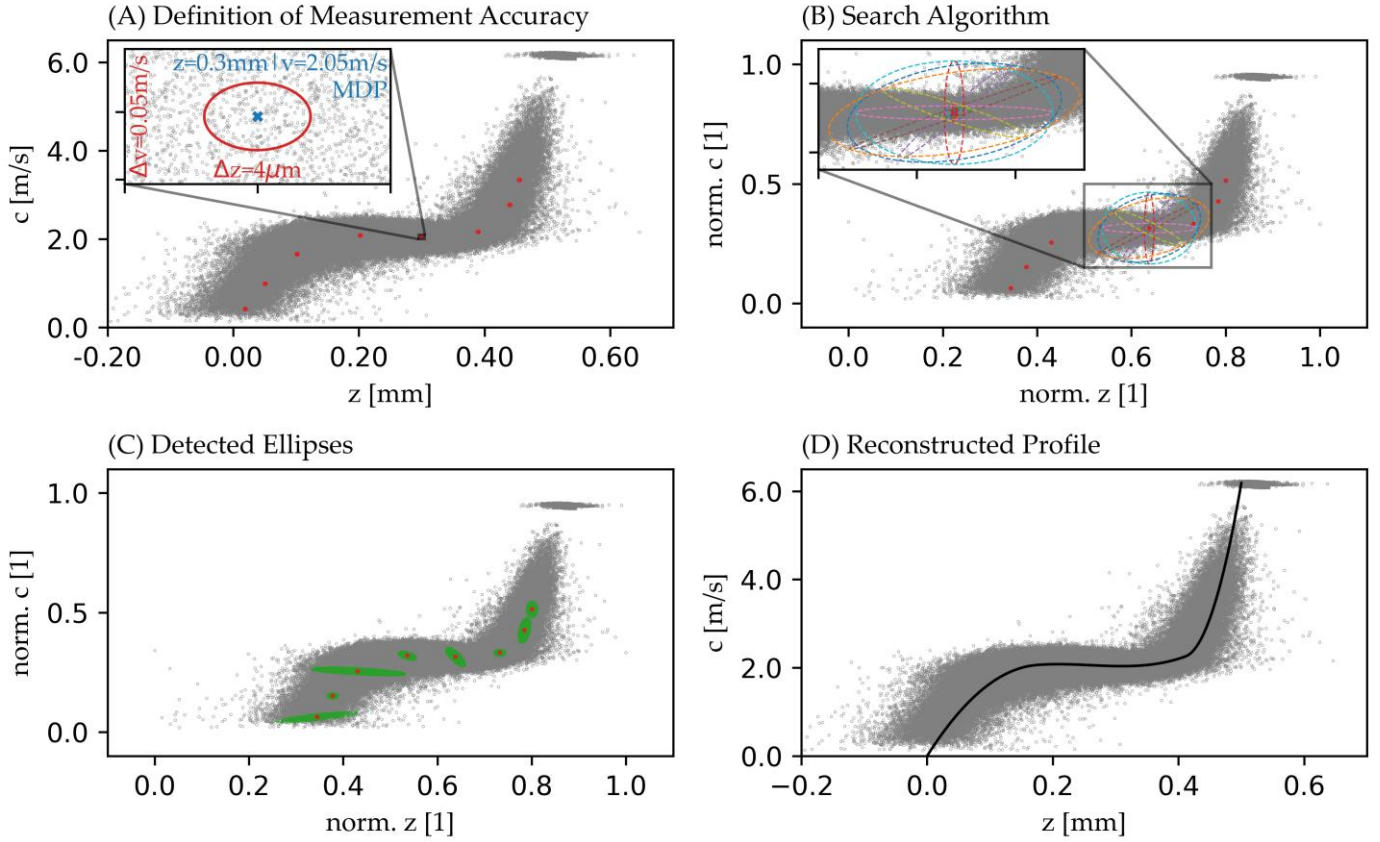 (A) Definition of Measurement Accuracy
6.0
4.0
2.0
0.0
c [m/s]
z=0.3mm|v=2.05m/s
MDP
Δv=0.05m/s
Δz=4μm
-0.20
0.00
0.20
0.40
0.60
z [mm]
(B) Search Algorithm
1.0
0.5
0.0
norm. c [1]
0.0
0.2
0.4
0.6
0.8
1.0
norm. z [1]
(C) Detected Ellipses
1.0
0.5
0.0
norm. c [1]
0.0
0.2
0.4
0.6
0.8
1.0
norm. z [1]
(D) Reconstructed Profile
6.0
4.0
2.0
0.0
c [m/s]
−0.2
0.0
0.2
0.4
0.6
z [mm]